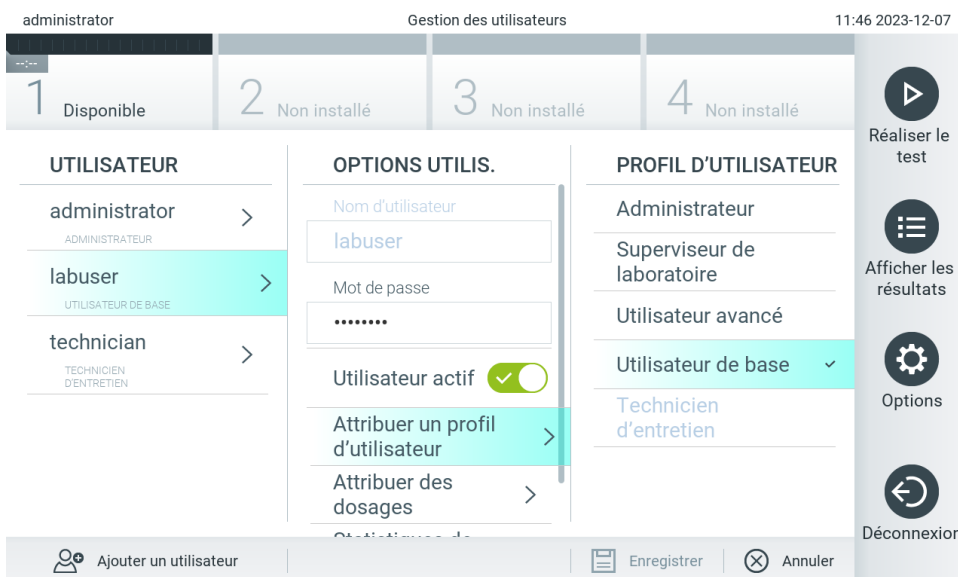 administrator
Gestion des utilisateurs
11:46 2023-12-07
--:--
1 Disponible
2 Non installé
3 Non installé
4 Non installé
UTILISATEUR
administrator
ADMINISTRATEUR
labuser
UTILISATEUR DE BASE
technician
TECHNICIEN
D'ENTRETIEN
OPTIONS UTILIS.
Nom d'utilisateur
labuser
Mot de passe
••••••••
Utilisateur actif
Attribuer un profil
d'utilisateur
Attribuer des
dosages
Statistiques de
PROFIL D'UTILISATEUR
Administrateur
Superviseur de
laboratoire
Utilisateur avancé
Utilisateur de base
Technicien
d'entretien
Réaliser le
test
Afficher les
résultats
Options
Déconnexion
Ajouter un utilisateur
Enregistrer
Annuler